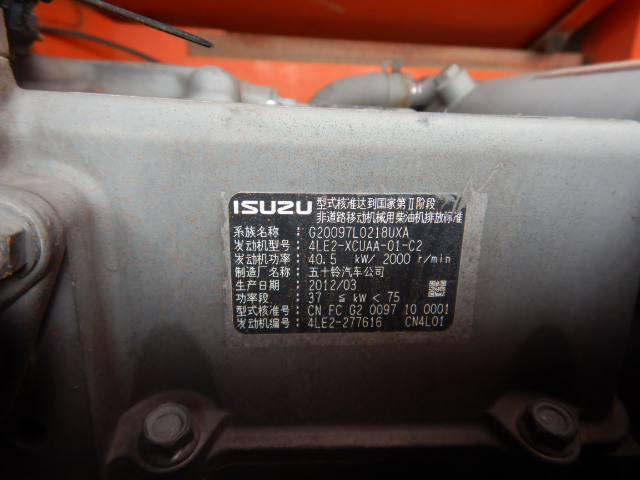 ISUZU 型式核准达到国家第Ⅱ阶段
非道路移动机械用柴油机排放标准
系族名称: G20097L0218UXA
发动机型号: 4LE2-XCUAA-01-C2
发动机功率: 40.5 kW/ 2000 r/min
制造厂名称: 五十铃汽车公司
生产日期: 2012/03
功率段: 37 ≦ kW < 75
型式核准号: CN FC G2 0097 10 0001
发动机编号: 4LE2-277616 CN4L01